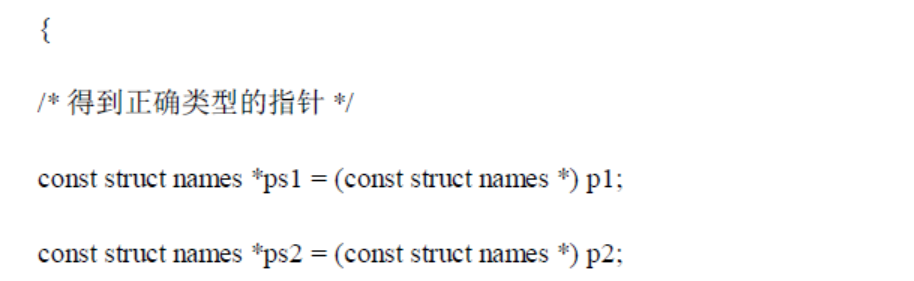 {
/* 得到正确类型的指针 */
const struct names *ps1 = (const struct names *) p1;
const struct names *ps2 = (const struct names *) p2;